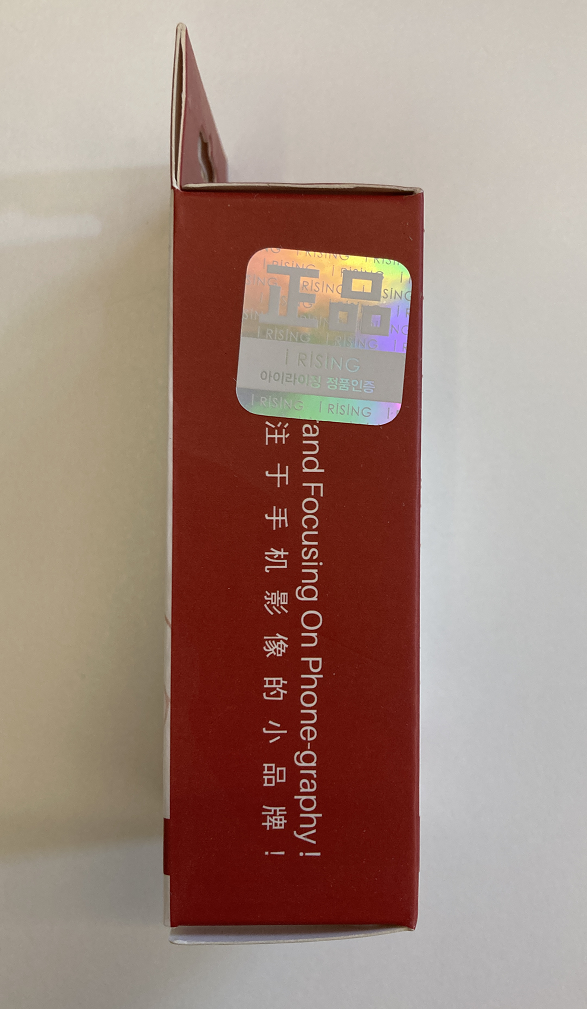 正品
I RISING
아이라이징 정품인증
I RISING I RISING
and Focusing On Phone-graphy!
注于手机影像的小品牌!